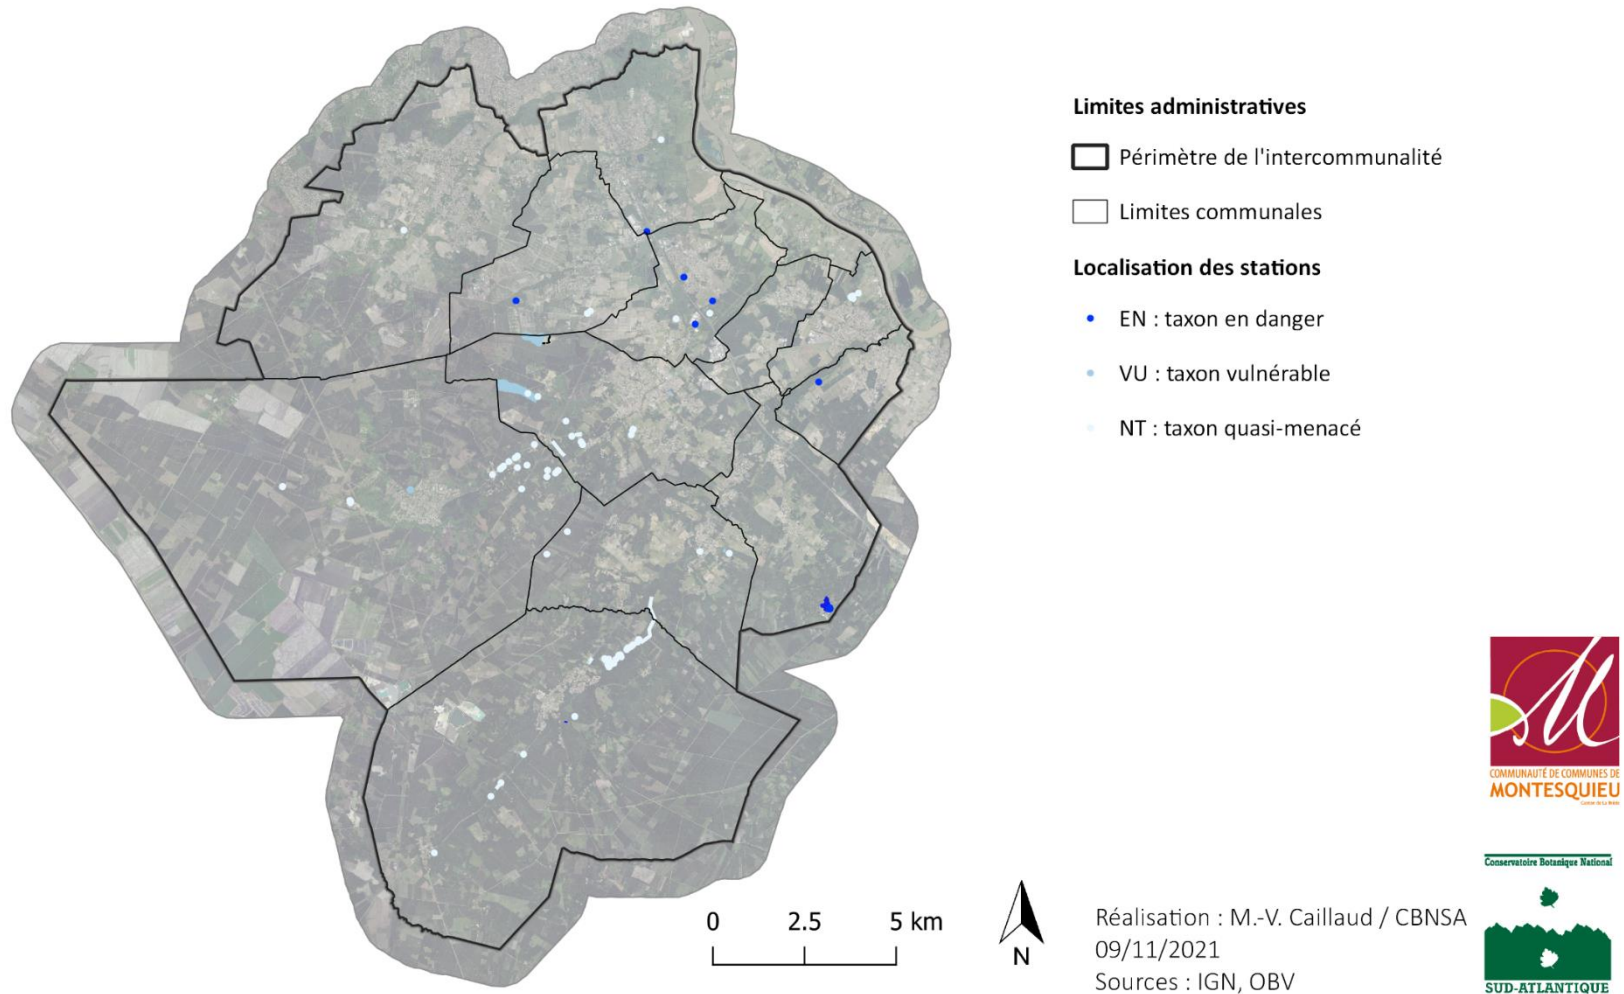 Limites administratives
Périmètre de l'intercommunalité
Limites communales
Localisation des stations
EN : taxon en danger
VU : taxon vulnérable
NT : taxon quasi-menacé
0 2.5 5 km
N
Réalisation : M.-V. Caillaud / CBNSA
09/11/2021
Sources : IGN, OBV
M
COMMUNAUTÉ DE COMMUNES DE
MONTESQUIEU
Conservatoire Botanique National
SUD-ATLANTIQUE